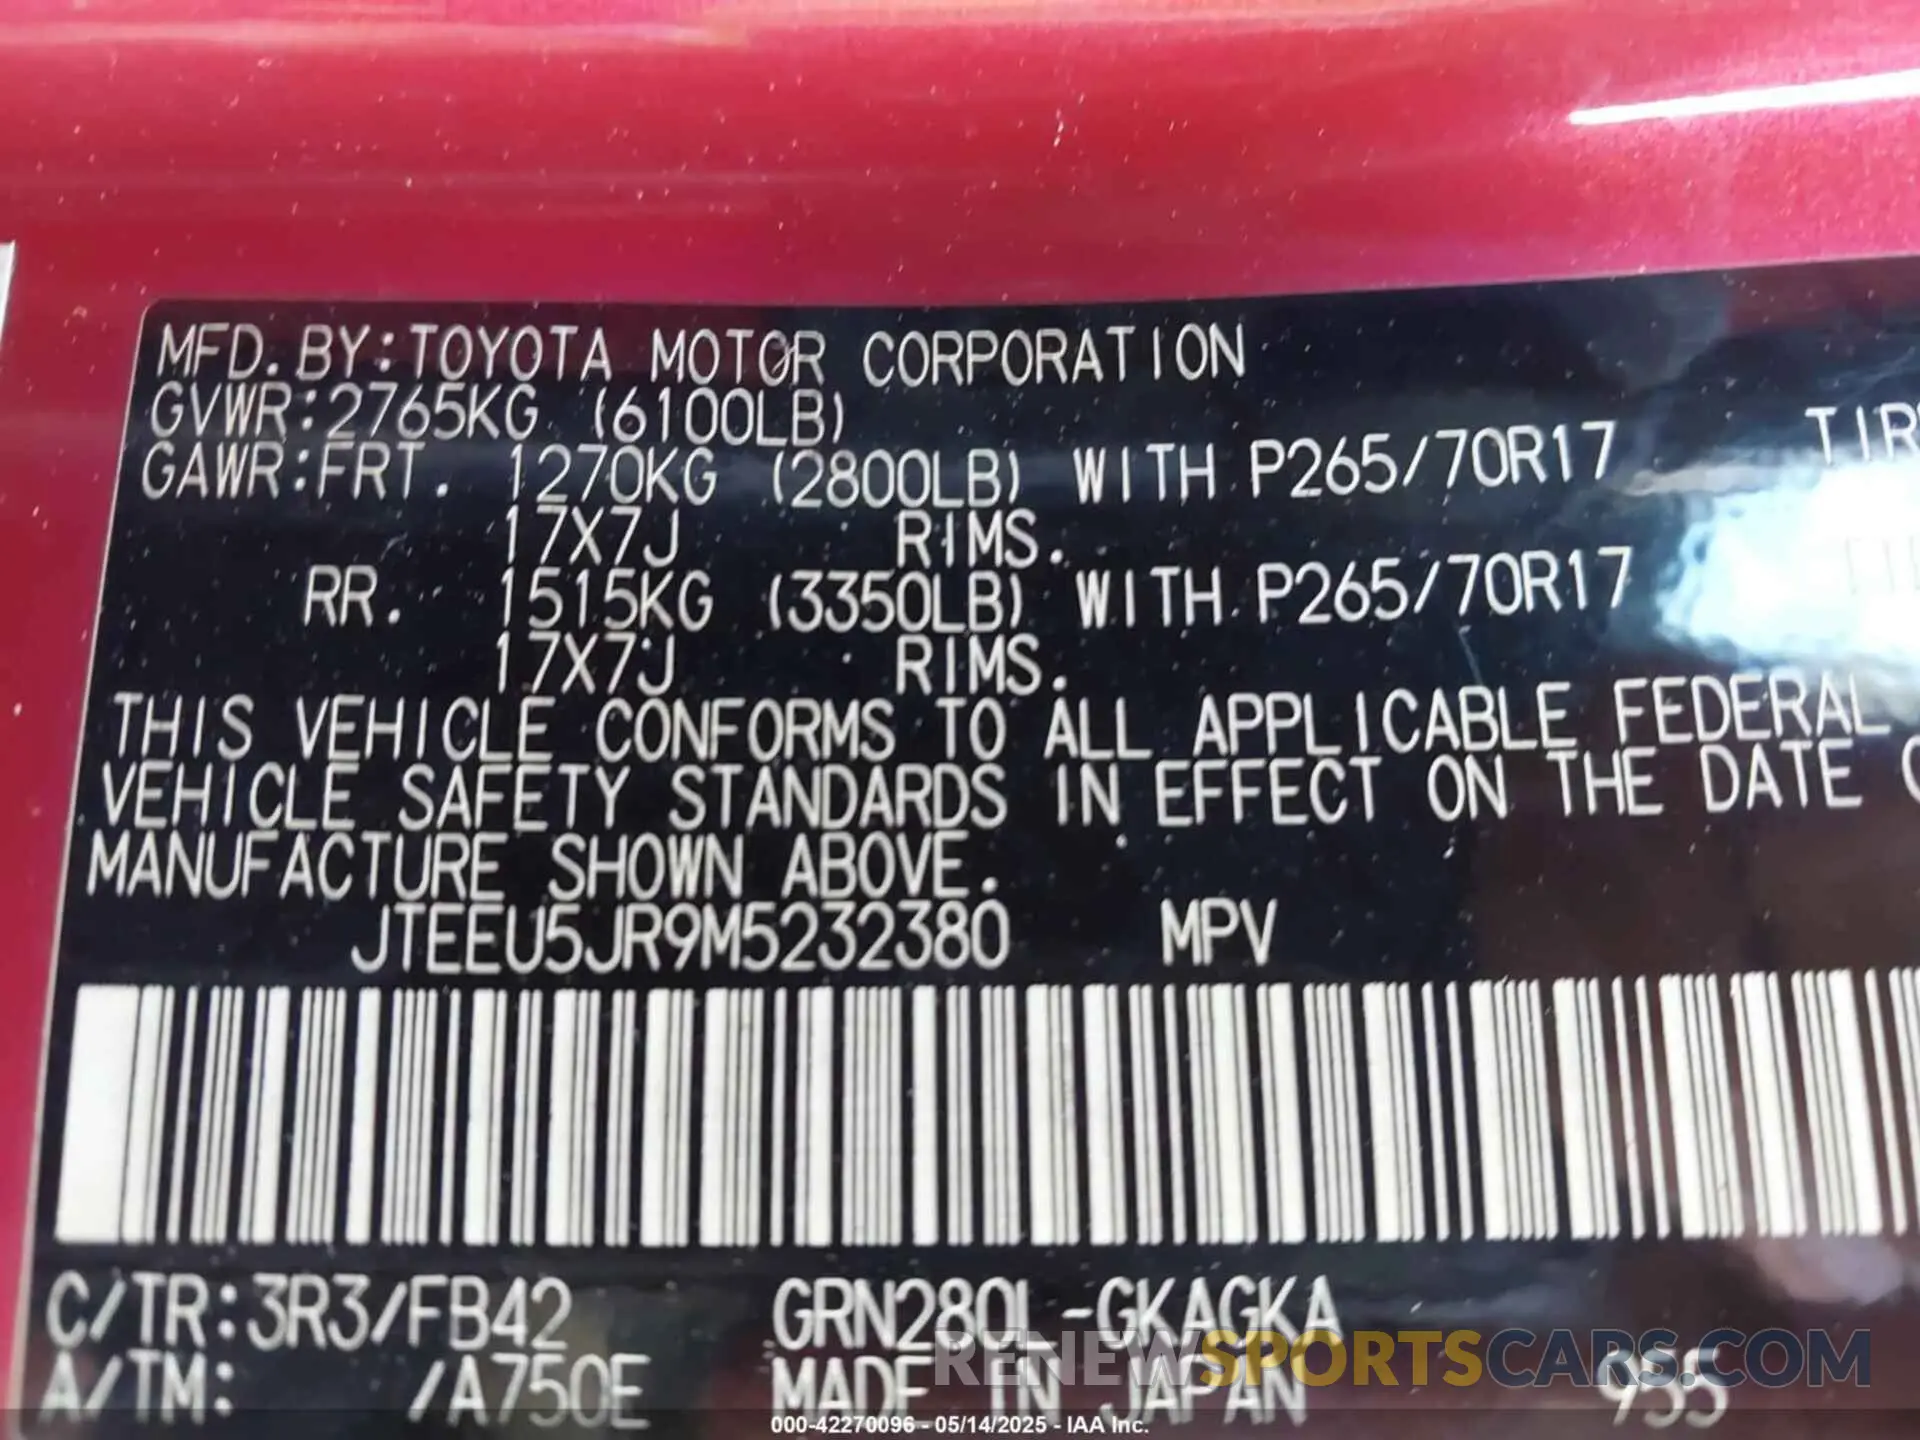 MFD.BY:TOYOTA MOTOR CORPORATION
GVWR:2765KG (6100LB)
GAWR:FRT. 1270KG (2800LB) WITH P265/70R17
17X7J RIMS.
RR. 1515KG (3350LB) WITH P265/70R17
17X7J RIMS.
THIS VEHICLE CONFORMS TO ALL APPLICABLE FEDERAL
VEHICLE SAFETY STANDARDS IN EFFECT ON THE DATE
MANUFACTURE SHOWN ABOVE.
JTEEU5JR9M5232380 MPV
C/TR:3R3/FB42 GRN280L-GKAGKA
A/TM: /A750E MADE IN JAPAN 955
RENEWSPORTSCARS.COM
000-42270096 - 05/14/2025 - IAA Inc.